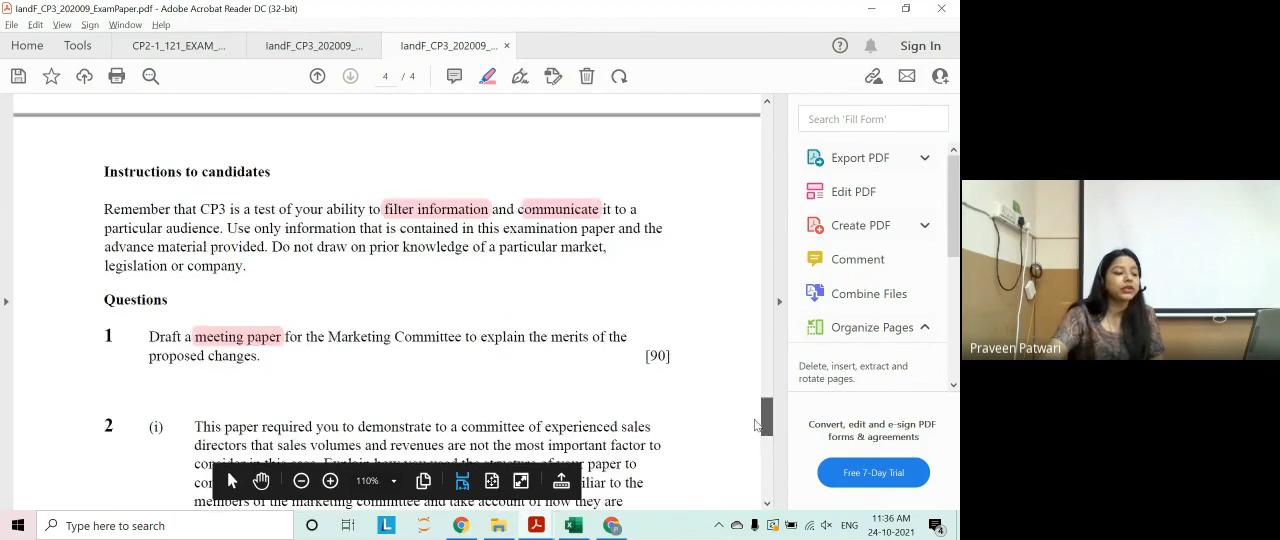 IandF_CP3_202009_ExamPaper.pdf - Adobe Acrobat Reader DC (32-bit)
File Edit View Sign Window Help
Home Tools CP2-1_121_EXAM_... IandF_CP3_202009_... IandF_CP3_202009_... × Sign In
4 / 4
Instructions to candidates
Remember that CP3 is a test of your ability to filter information and communicate it to a
particular audience. Use only information that is contained in this examination paper and the
advance material provided. Do not draw on prior knowledge of a particular market,
legislation or company.
Questions
1 Draft a meeting paper for the Marketing Committee to explain the merits of the
proposed changes. [90]
2 (i) This paper required you to demonstrate to a committee of experienced sales
directors that sales volumes and revenues are not the most important factor to
members of the marketing committee and take account of how they are
110%
Search 'Fill Form'
Export PDF
Edit PDF
Create PDF
Comment
Combine Files
Organize Pages
Delete, insert, extract and
rotate pages.
Convert, edit and e-sign PDF
forms & agreements
Free 7-Day Trial
Praveen Patwari
Type here to search
ENG
11:36 AM
24-10-2021
4